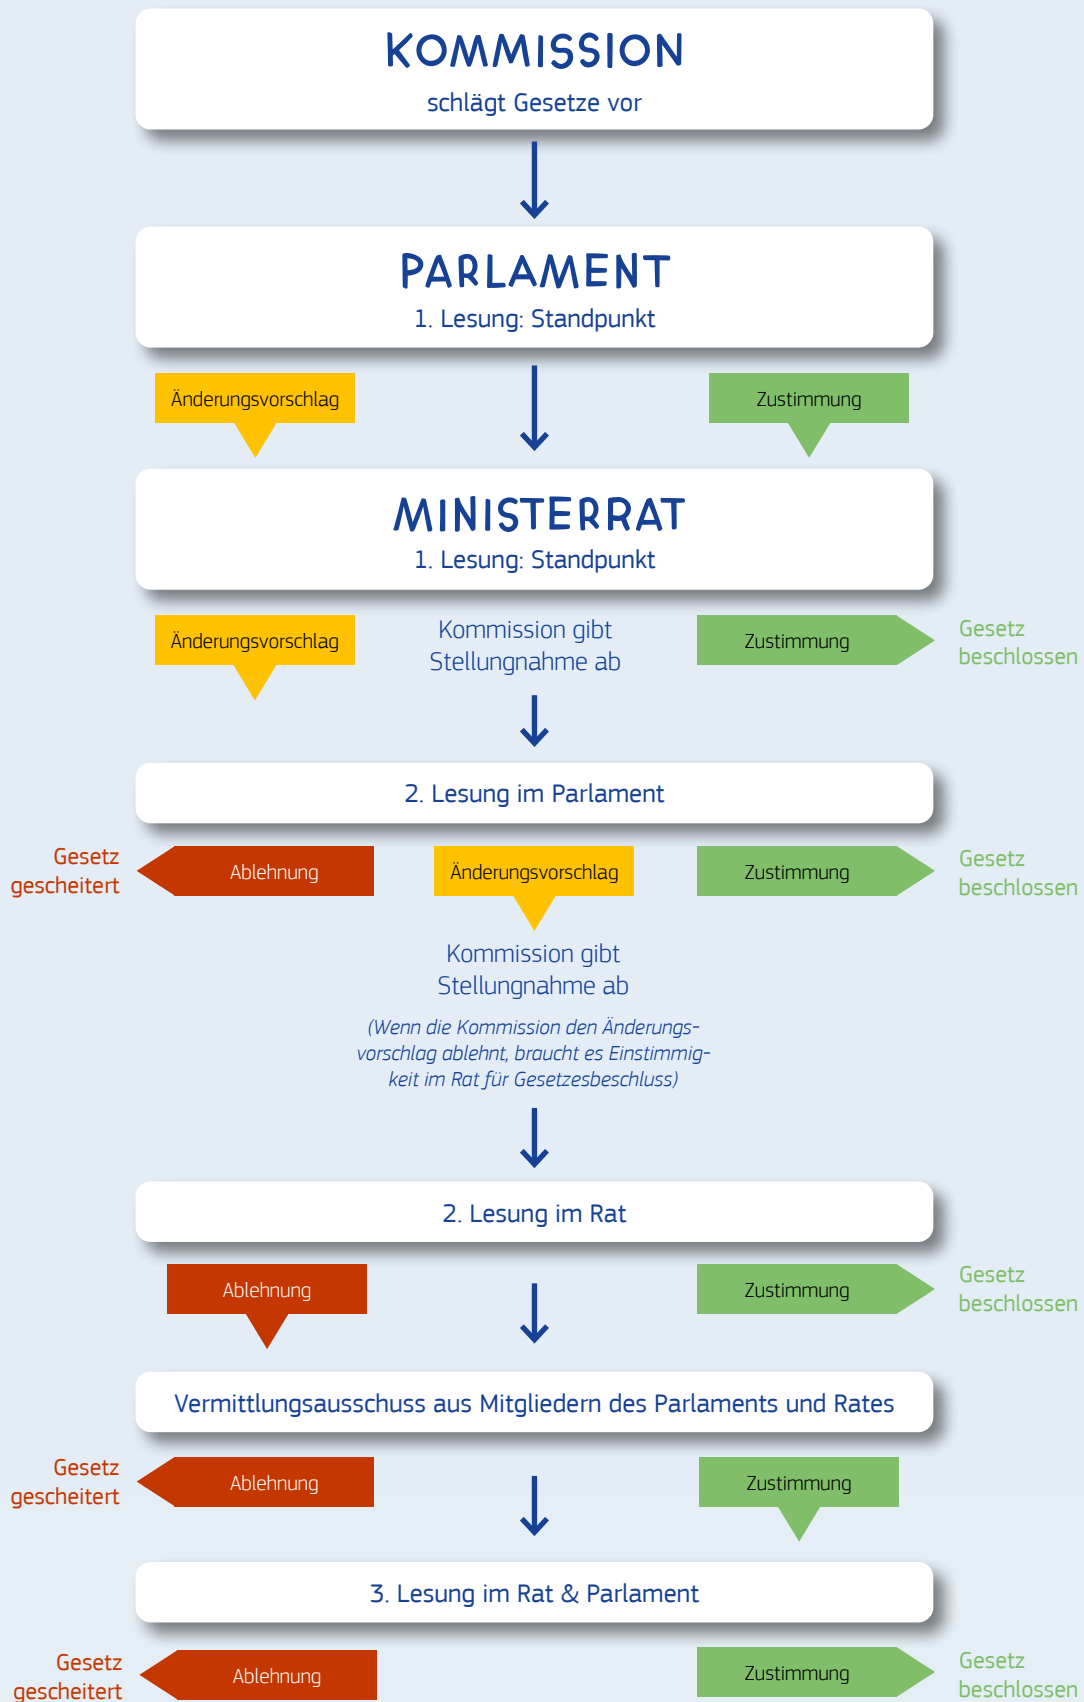 KOMMISSION
schlägt Gesetze vor
PARLAMENT
1. Lesung: Standpunkt
Änderungsvorschlag
Zustimmung
MINISTERRAT
1. Lesung: Standpunkt
Änderungsvorschlag
Kommission gibt
Stellungnahme ab
Zustimmung
Gesetz
beschlossen
2. Lesung im Parlament
Gesetz
gescheitert
Ablehnung
Änderungsvorschlag
Zustimmung
Gesetz
beschlossen
Kommission gibt
Stellungnahme ab
(Wenn die Kommission den Änderungs-
vorschlag ablehnt, braucht es Einstimmig-
keit im Rat für Gesetzesbeschluss)
2. Lesung im Rat
Ablehnung
Zustimmung
Gesetz
beschlossen
Vermittlungsausschuss aus Mitgliedern des Parlaments und Rates
Gesetz
gescheitert
Ablehnung
Zustimmung
3. Lesung im Rat & Parlament
Gesetz
gescheitert
Ablehnung
Zustimmung
Gesetz
beschlossen